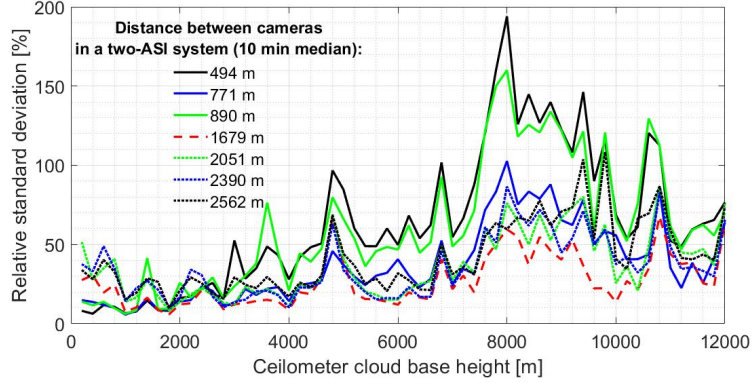 Distance between cameras
in a two-ASI system (10 min median):
494 m
771 m
890 m
1679 m
2051 m
2390 m
2562 m
Relative standard deviation [%]
200
150
100
50
0
0 2000 4000 6000 8000 10000 12000
Ceilometer cloud base height [m]